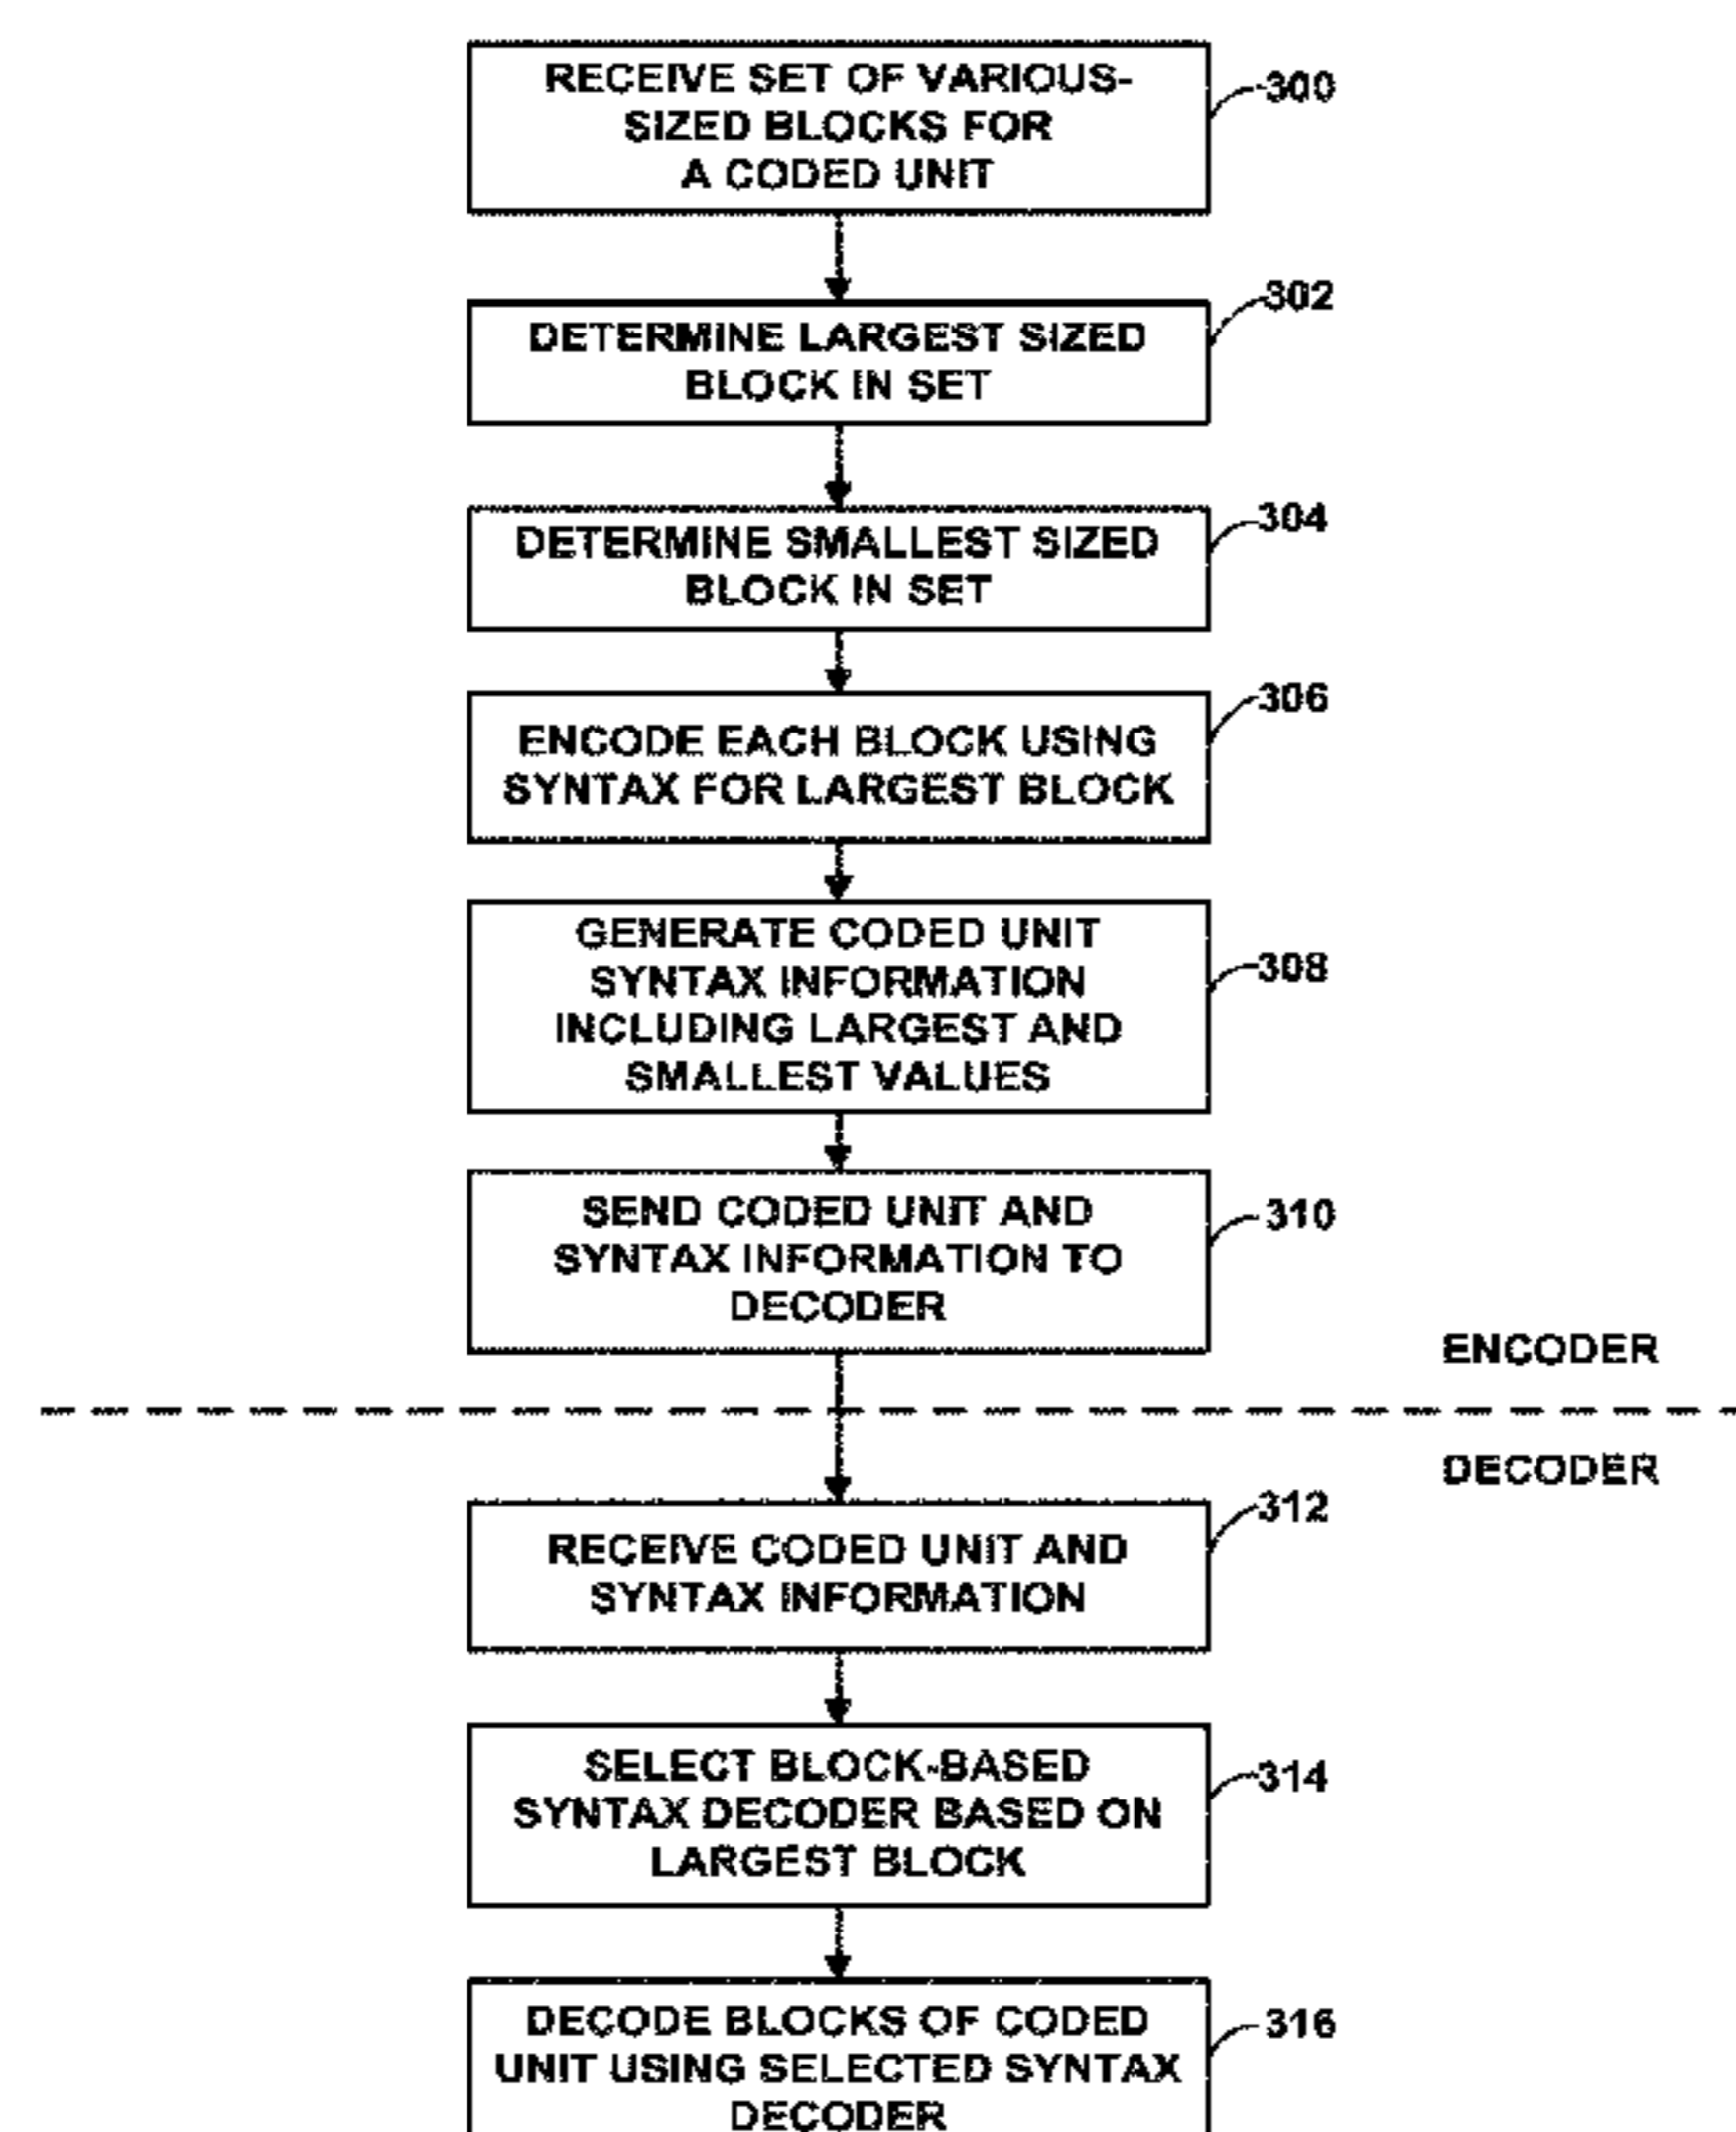 RECEIVE SET OF VARIOUS-
SIZED BLOCKS FOR
A CODED UNIT
300
DETERMINE LARGEST SIZED
BLOCK IN SET
302
DETERMINE SMALLEST SIZED
BLOCK IN SET
304
ENCODE EACH BLOCK USING
SYNTAX FOR LARGEST BLOCK
306
GENERATE CODED UNIT
SYNTAX INFORMATION
INCLUDING LARGEST AND
SMALLEST VALUES
308
SEND CODED UNIT AND
SYNTAX INFORMATION TO
DECODER
310
ENCODER
DECODER
RECEIVE CODED UNIT AND
SYNTAX INFORMATION
312
SELECT BLOCK-BASED
SYNTAX DECODER BASED ON
LARGEST BLOCK
314
DECODE BLOCKS OF CODED
UNIT USING SELECTED SYNTAX
DECODER
316